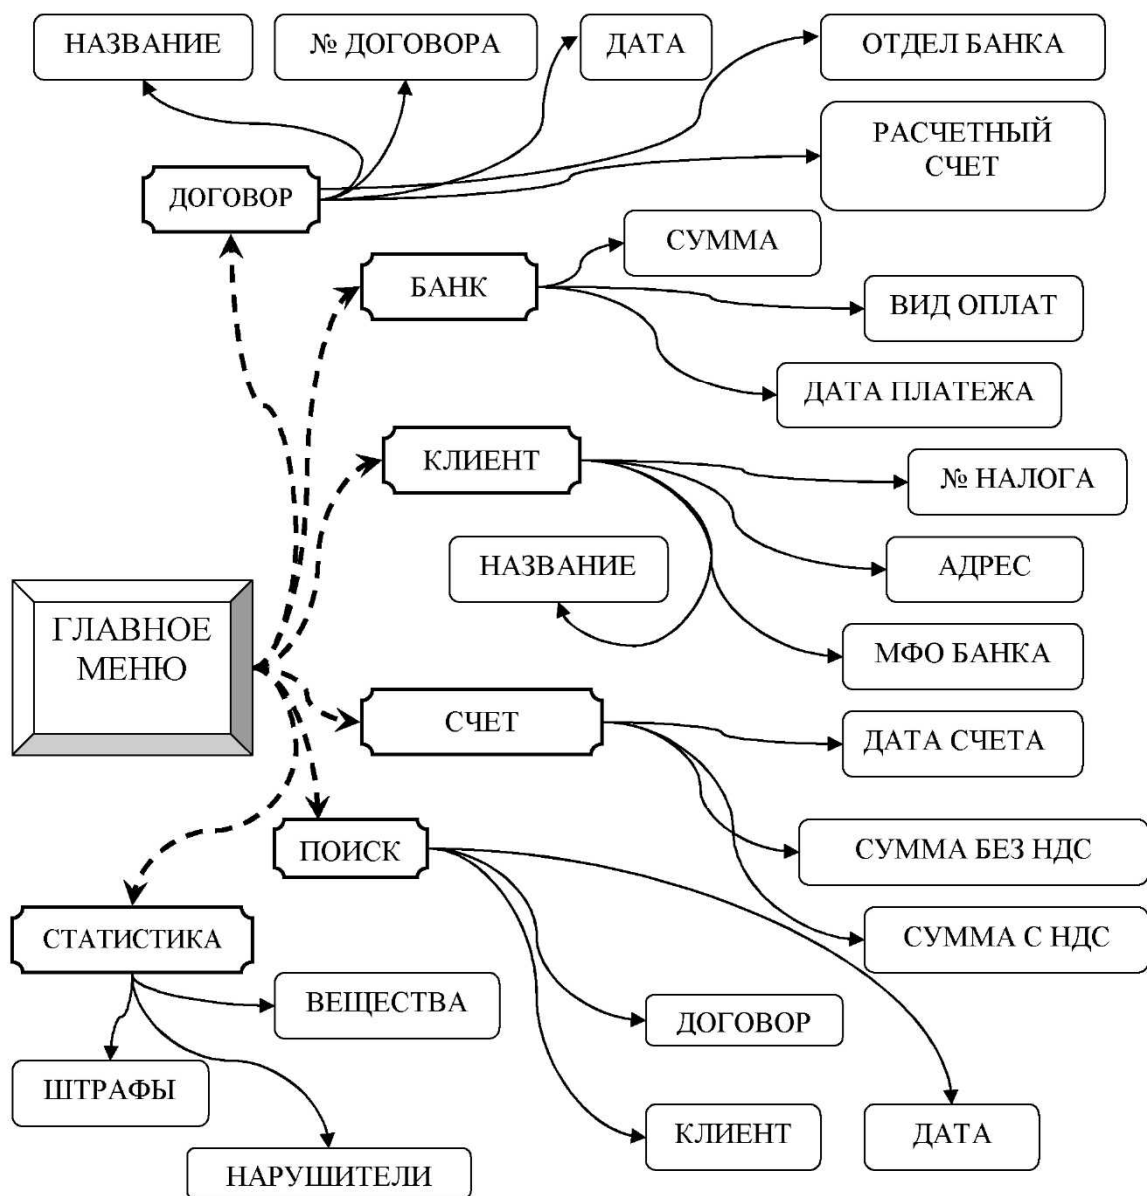 НАЗВАНИЕ
№ ДОГОВОРА
ДАТА
ОТДЕЛ БАНКА
РАСЧЕТНЫЙ
СЧЕТ
ДОГОВОР
СУММА
БАНК
ВИД ОПЛАТ
ДАТА ПЛАТЕЖА
КЛИЕНТ
№ НАЛОГА
НАЗВАНИЕ
АДРЕС
ГЛАВНОЕ
МЕНЮ
МФО БАНКА
СЧЕТ
ДАТА СЧЕТА
ПОИСК
СУММА БЕЗ НДС
СТАТИСТИКА
СУММА С НДС
ВЕЩЕСТВА
ДОГОВОР
ШТРАФЫ
КЛИЕНТ
ДАТА
НАРУШИТЕЛИ